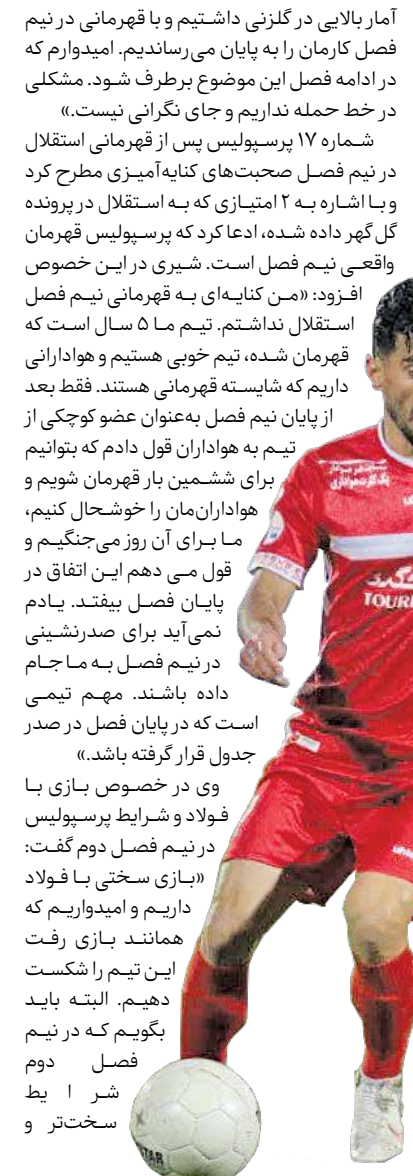 آمار بالایی در گلزنی داشتیم و با قهرمانی در نیم
فصل کارمان را به پایان می‌رساندیم. امیدوارم که
در ادامه فصل این موضوع برطرف شود. مشکلی
در خط حمله نداریم و جای نگرانی نیست.»
شماره ۱۷ پرسپولیس پس از قهرمانی استقلال
در نیم فصل صحبت‌های کنایه‌آمیزی مطرح کرد
و با اشاره به ۲ امتیازی که به استقلال در پرونده
گل گهر داده شده، ادعا کرد که پرسپولیس قهرمان
واقعی نیم فصل است. شیری در این خصوص
افزود: «من کنایه‌ای به قهرمانی نیم فصل
استقلال نداشتم. تیم ما ۵ سال است که
قهرمان شده، تیم خوبی هستیم و هوادارانی
داریم که شایسته قهرمانی هستند. فقط بعد
از پایان نیم فصل به‌عنوان عضو کوچکی از
تیم به هواداران قول دادم که بتوانیم
برای ششمین بار قهرمان شویم و
هواداران‌مان را خوشحال کنیم،
ما برای آن روز می‌جنگیم و
قول می دهم این اتفاق در
پایان فصل بیفتد. یادم
نمی‌آید برای صدرنشینی
در نیم فصل به ما جام
داده باشند. مهم تیمی
است که در پایان فصل در صدر
جدول قرار گرفته باشد.»
وی در خصوص بازی با
فولاد و شرایط پرسپولیس
در نیم فصل دوم گفت:
«بازی سختی با فولاد
داریم و امیدواریم که
همانند بازی رفت
این تیم را شکست
دهیم. البته باید
بگویم که در نیم
فصل دوم
شر ا یط
سخت‌تر و
TOURI
STAR